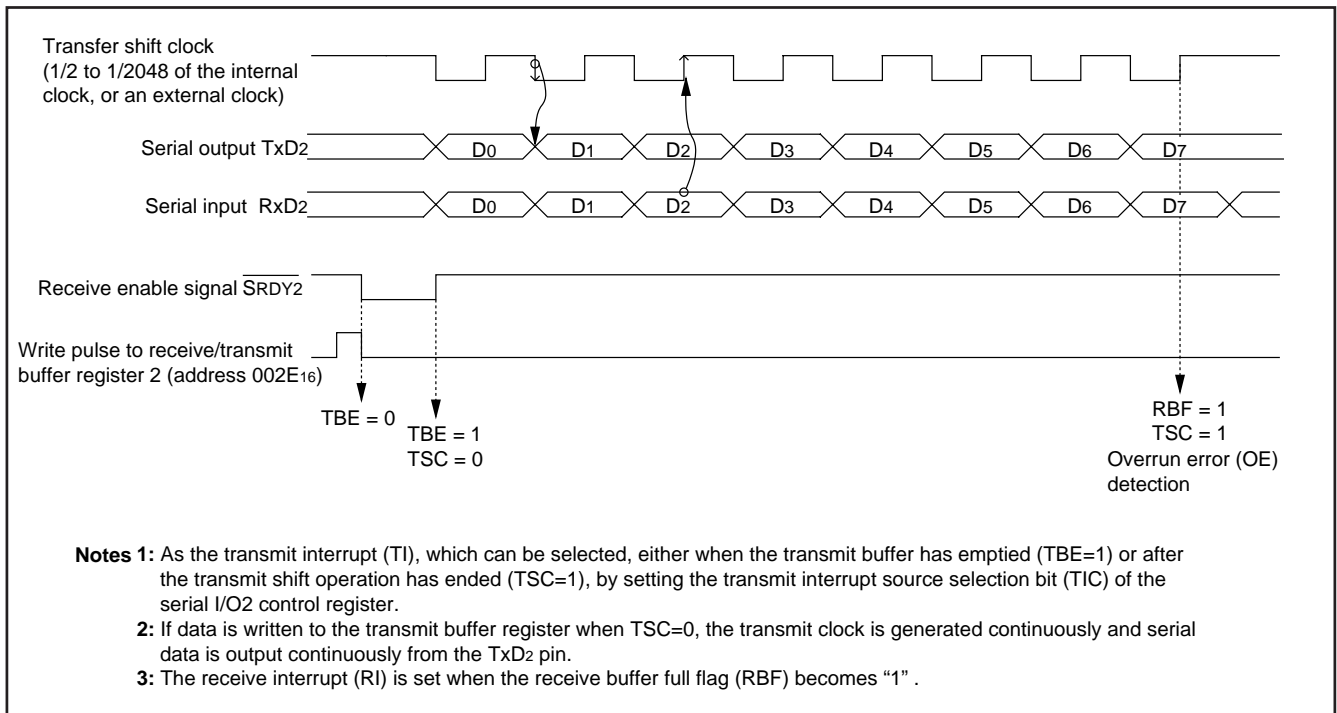 Transfer shift clock
(1/2 to 1/2048 of the internal
clock, or an external clock)
Serial output TxD2
D0 D1 D2 D3 D4 D5 D6 D7
Serial input RxD2
D0 D1 D2 D3 D4 D5 D6 D7
Receive enable signal SRDY2
Write pulse to receive/transmit
buffer register 2 (address 002E16)
TBE = 0
TBE = 1
TSC = 0
RBF = 1
TSC = 1
Overrun error (OE)
detection
Notes 1: As the transmit interrupt (TI), which can be selected, either when the transmit buffer has emptied (TBE=1) or after
the transmit shift operation has ended (TSC=1), by setting the transmit interrupt source selection bit (TIC) of the
serial I/O2 control register.
2: If data is written to the transmit buffer register when TSC=0, the transmit clock is generated continuously and serial
data is output continuously from the TxD2 pin.
3: The receive interrupt (RI) is set when the receive buffer full flag (RBF) becomes “1” .